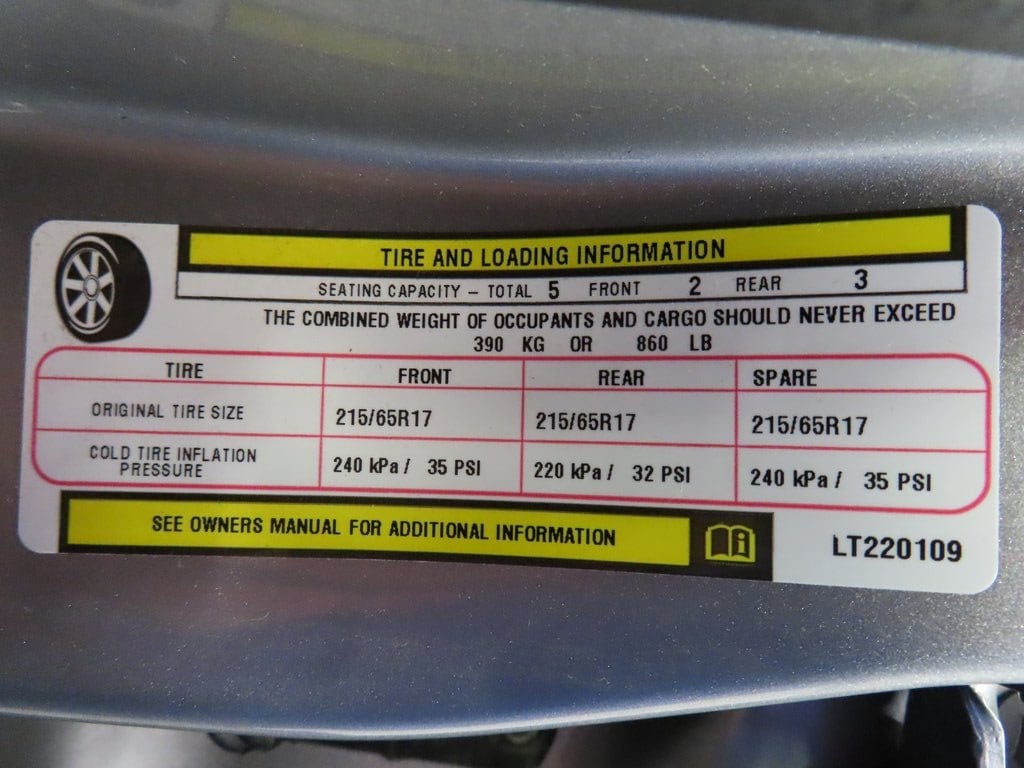 TIRE AND LOADING INFORMATION
SEATING CAPACITY – TOTAL 5 FRONT 2 REAR 3
THE COMBINED WEIGHT OF OCCUPANTS AND CARGO SHOULD NEVER EXCEED
390 KG OR 860 LB
TIRE FRONT REAR SPARE
ORIGINAL TIRE SIZE 215/65R17 215/65R17 215/65R17
COLD TIRE INFLATION
PRESSURE 240 kPa / 35 PSI 220 kPa / 32 PSI 240 kPa / 35 PSI
SEE OWNERS MANUAL FOR ADDITIONAL INFORMATION
LT220109